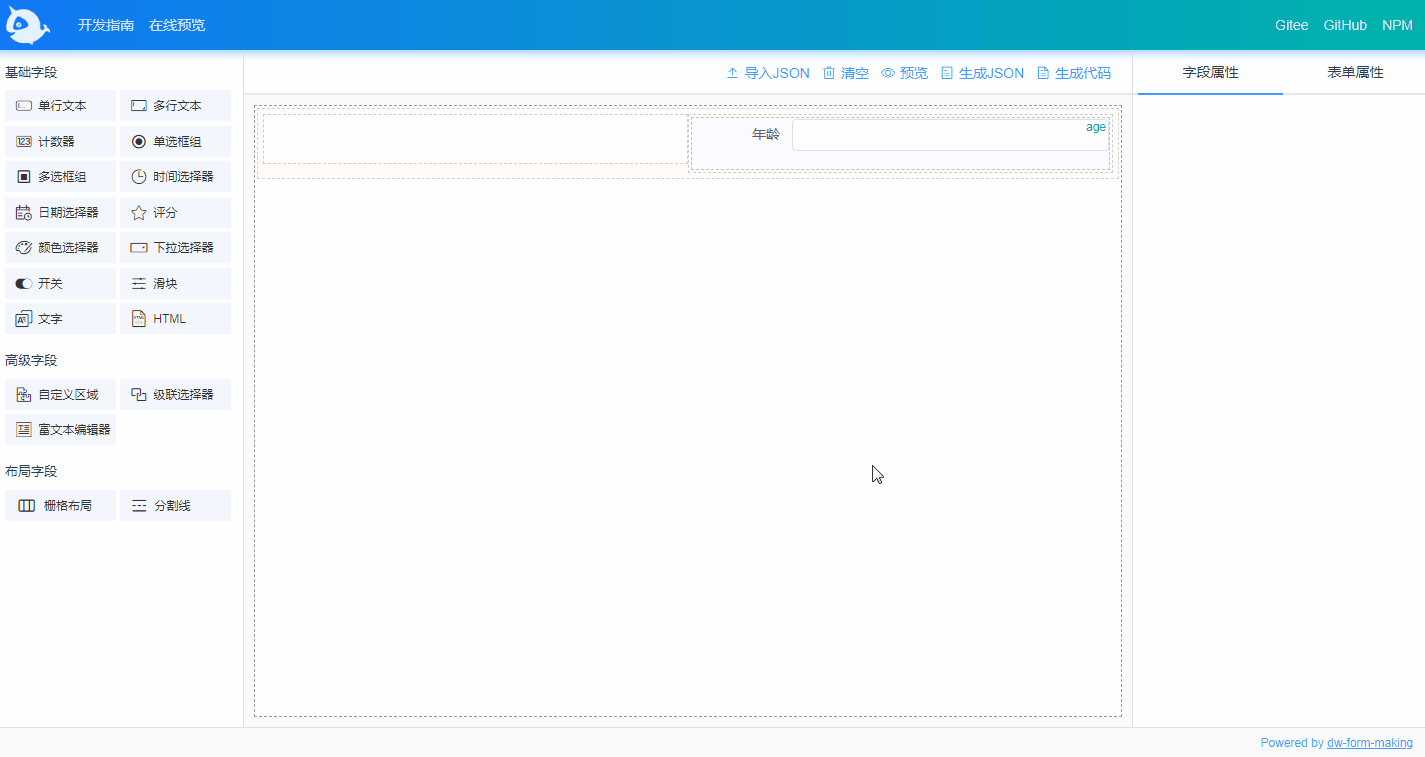 开发指南 在线预览 Gitee GitHub NPM
基础字段
单行文本 多行文本
计数器 单选框组
多选框组 时间选择器
日期选择器 评分
颜色选择器 下拉选择器
开关 滑块
文字 HTML
高级字段
自定义区域 级联选择器
富文本编辑器
布局字段
栅格布局 分割线
导入JSON 清空 预览 生成JSON 生成代码
年龄 age
字段属性 表单属性
Powered by dw-form-making